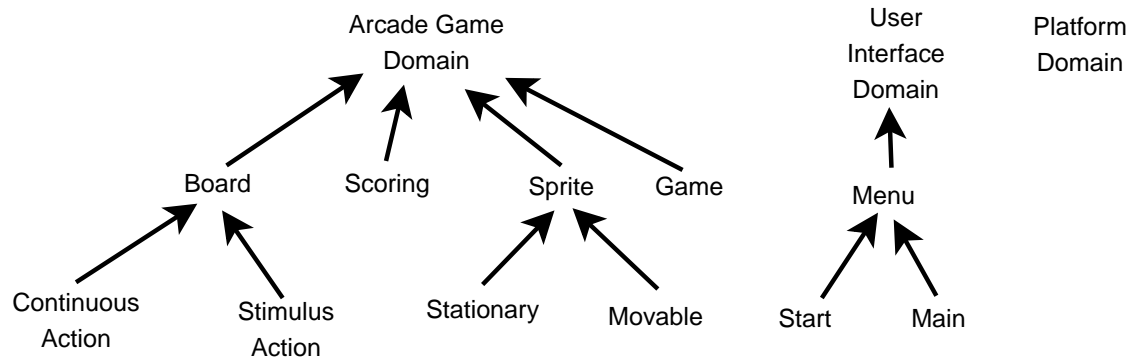 Arcade Game
Domain
User
Interface
Domain
Platform
Domain
Board
Scoring
Sprite
Game
Menu
Continuous
Action
Stimulus
Action
Stationary
Movable
Start
Main